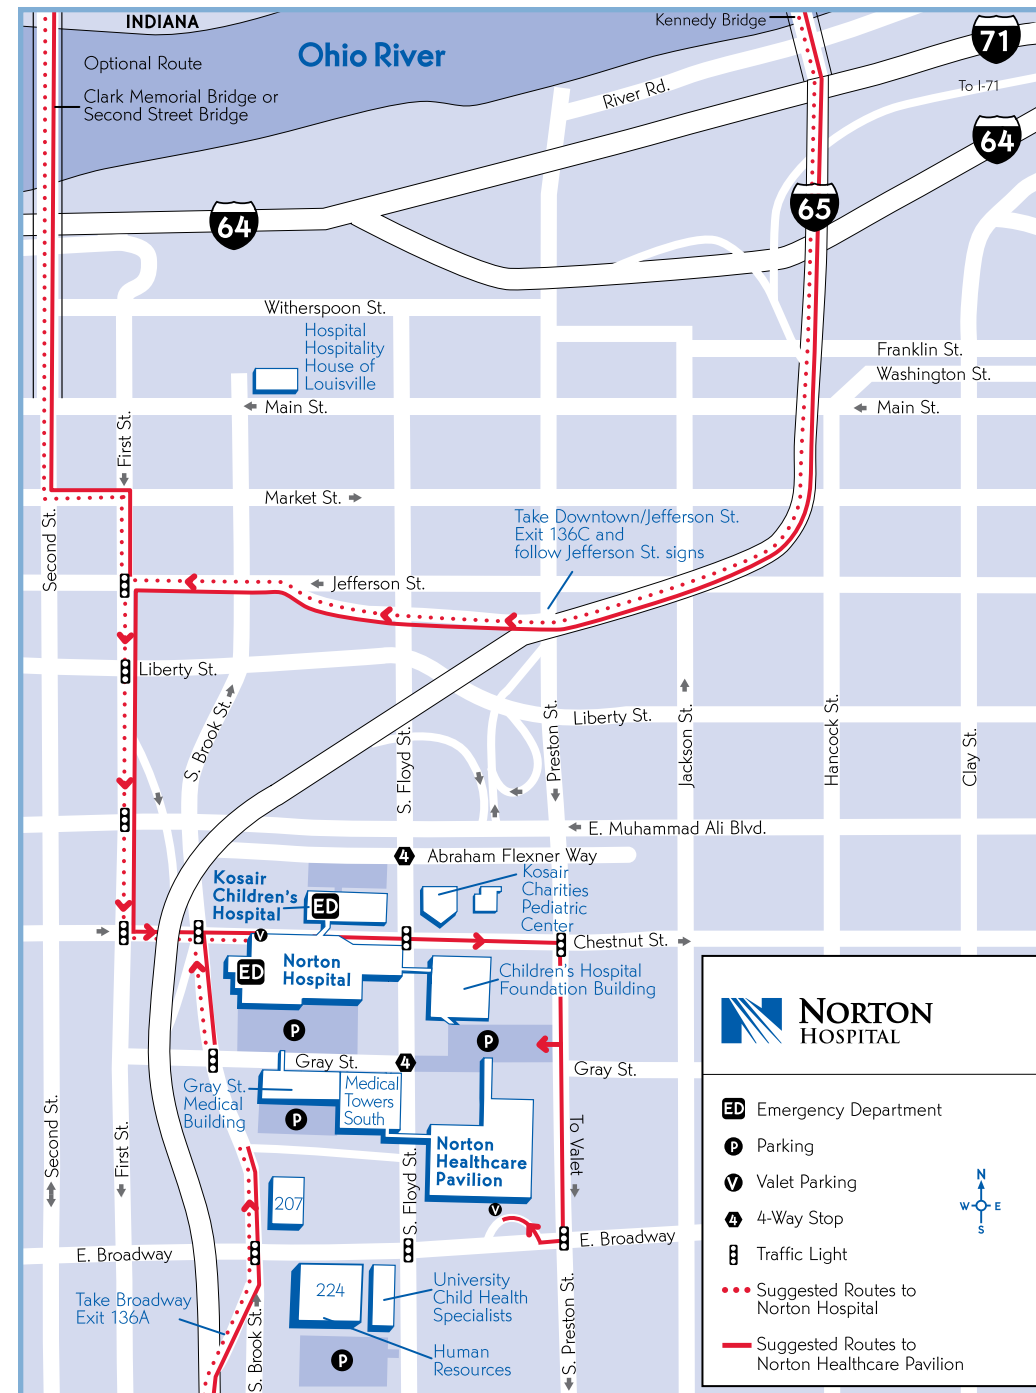 INDIANA
Ohio River
Kennedy Bridge
71
Optional Route
Clark Memorial Bridge or
Second Street Bridge
River Rd.
To I-71
64
64
65
Witherspoon St.
Hospital
Hospitality
House of
Louisville
Franklin St.
Washington St.
Main St.
Main St.
First St.
Market St.
Second St.
Take Downtown/Jefferson St.
Exit 136C and
follow Jefferson St. signs
Jefferson St.
Liberty St.
S. Brook St.
S. Floyd St.
Preston St.
Liberty St.
Jackson St.
Hancock St.
Clay St.
E. Muhammad Ali Blvd.
4
Abraham Flexner Way
Kosair
Children's
Hospital
ED
Kosair
Charities
Pediatric
Center
V
Chestnut St.
ED
Norton
Hospital
Children's Hospital
Foundation Building
P
P
Gray St.
4
Gray St.
Gray St.
Medical
Building
Medical
Towers
South
P
Second St.
First St.
S. Floyd St.
Norton
Healthcare
Pavilion
To Valet
207
V
E. Broadway
E. Broadway
Take Broadway
Exit 136A
S. Brook St.
224
University
Child Health
Specialists
Human
Resources
P
S. Preston St.
NORTON
HOSPITAL
ED Emergency Department
P Parking
V Valet Parking
4 4-Way Stop
Traffic Light
Suggested Routes to
Norton Hospital
Suggested Routes to
Norton Healthcare Pavilion
N
W E
S